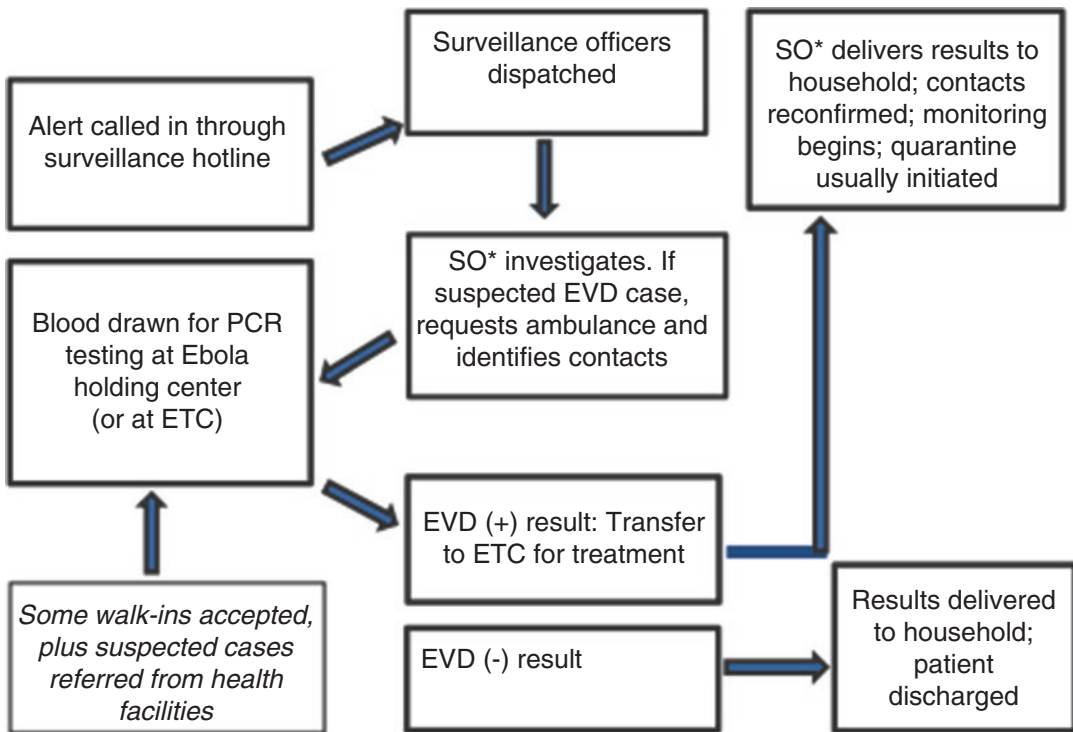 Alert called in through
surveillance hotline
Surveillance officers
dispatched
SO* investigates. If
suspected EVD case,
requests ambulance and
identifies contacts
Blood drawn for PCR
testing at Ebola
holding center
(or at ETC)
Some walk-ins accepted,
plus suspected cases
referred from health
facilities
EVD (+) result: Transfer
to ETC for treatment
SO* delivers results to
household; contacts
reconfirmed; monitoring
begins; quarantine
usually initiated
EVD (-) result
Results delivered
to household;
patient
discharged